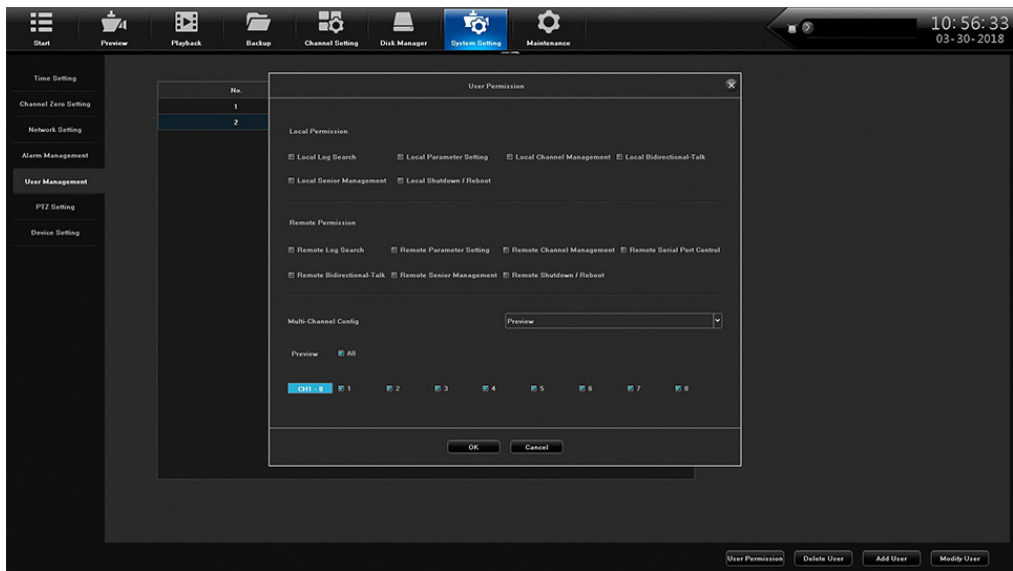 Start Preview Playback Backup Channel Setting Disk Manager System Setting Maintenance
10:56:33
03-30-2018
Time Setting
Channel Zero Setting
Network Setting
Alarm Management
User Management
PTZ Setting
Device Setting
No.
1
2
User Permission
Local Permission
Local Log Search Local Parameter Setting Local Channel Management Local Bidirectional-Talk
Local Senior Management Local Shutdown / Reboot
Remote Permission
Remote Log Search Remote Parameter Setting Remote Channel Management Remote Serial Port Control
Remote Bidirectional-Talk Remote Senior Management Remote Shutdown / Reboot
Multi-Channel Config Preview
Preview All
CH1 - 8 1 2 3 4 5 6 7 8
OK Cancel
User Permission Delete User Add User Modify User